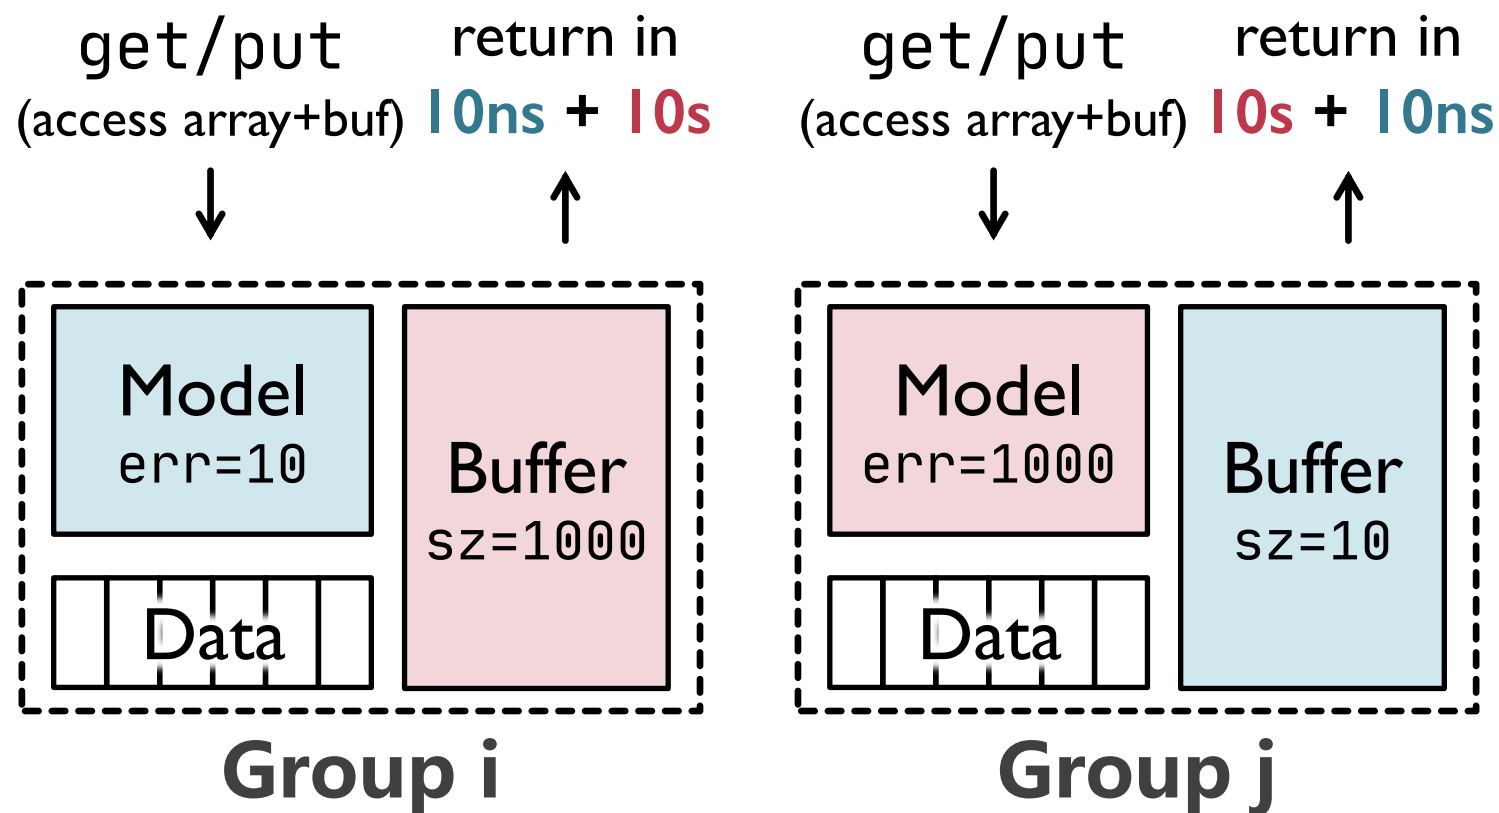 get/put
(access array+buf)
return in
10ns + 10s
get/put
(access array+buf)
return in
10s + 10ns
Model
err=10
Buffer
sz=1000
Data
Group i
Model
err=1000
Buffer
sz=10
Data
Group j